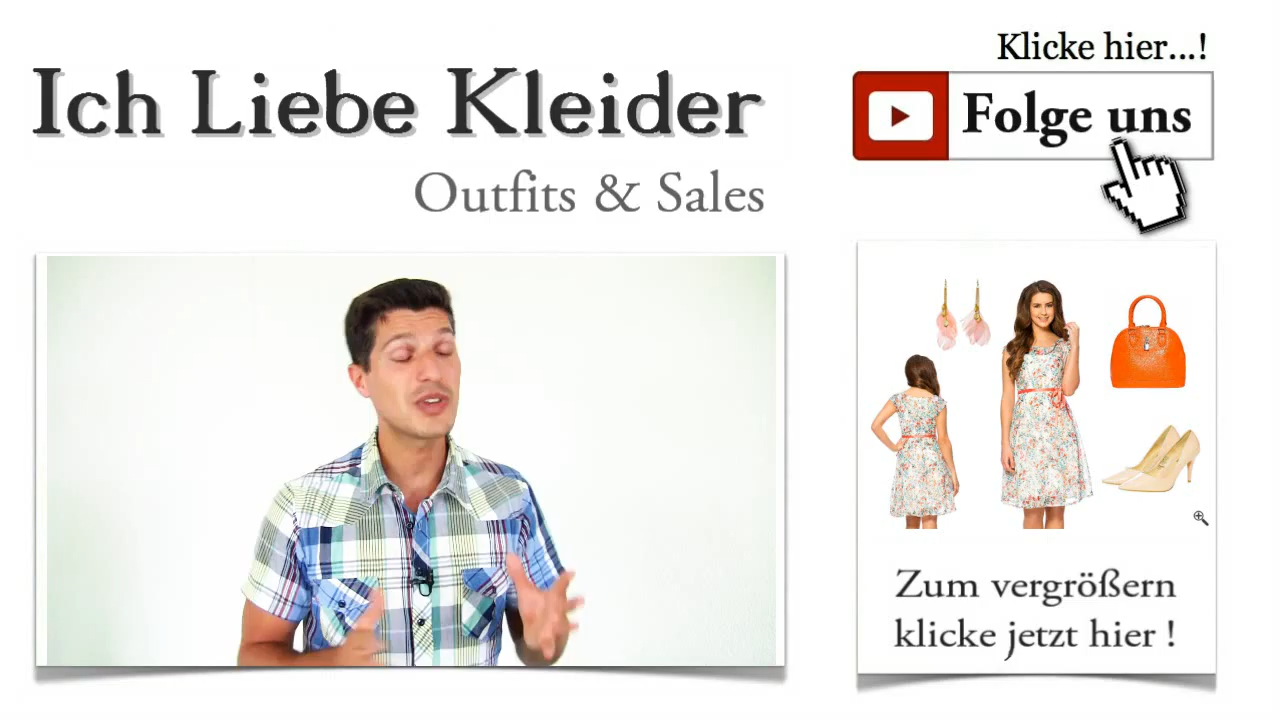 Ich Liebe Kleider
Outfits & Sales
Klicke hier...!
Folge uns
Zum vergrößern
klicke jetzt hier !